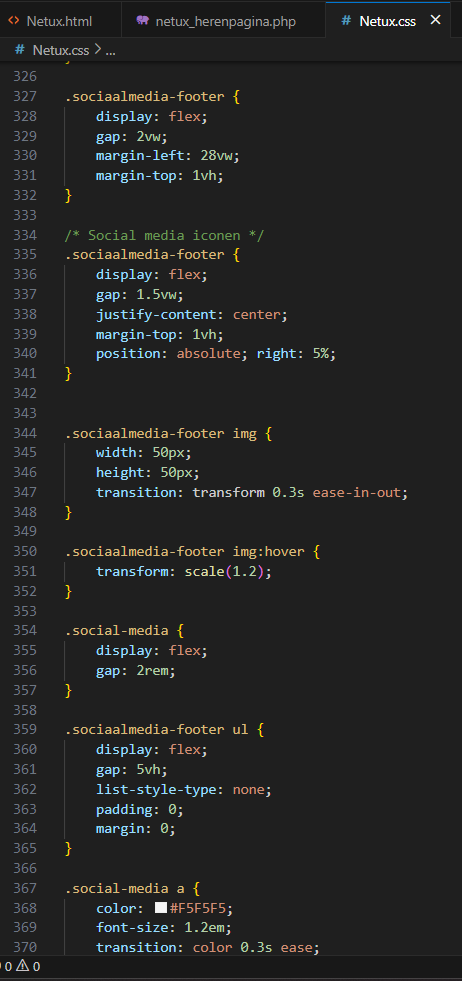 Netux.html netux_herenpagina.php # Netux.css ×
# Netux.css > ...
326
327 .sociaalmedia-footer {
328 display: flex;
329 gap: 2vw;
330 margin-left: 28vw;
331 margin-top: 1vh;
332 }
333
334 /* Social media iconen */
335 .sociaalmedia-footer {
336 display: flex;
337 gap: 1.5vw;
338 justify-content: center;
339 margin-top: 1vh;
340 position: absolute; right: 5%;
341 }
342
343
344 .sociaalmedia-footer img {
345 width: 50px;
346 height: 50px;
347 transition: transform 0.3s ease-in-out;
348 }
349
350 .sociaalmedia-footer img:hover {
351 transform: scale(1.2);
352 }
353
354 .social-media {
355 display: flex;
356 gap: 2rem;
357 }
358
359 .sociaalmedia-footer ul {
360 display: flex;
361 gap: 5vh;
362 list-style-type: none;
363 padding: 0;
364 margin: 0;
365 }
366
367 .social-media a {
368 color: #F5F5F5;
369 font-size: 1.2em;
370 transition: color 0.3s ease;
0 0